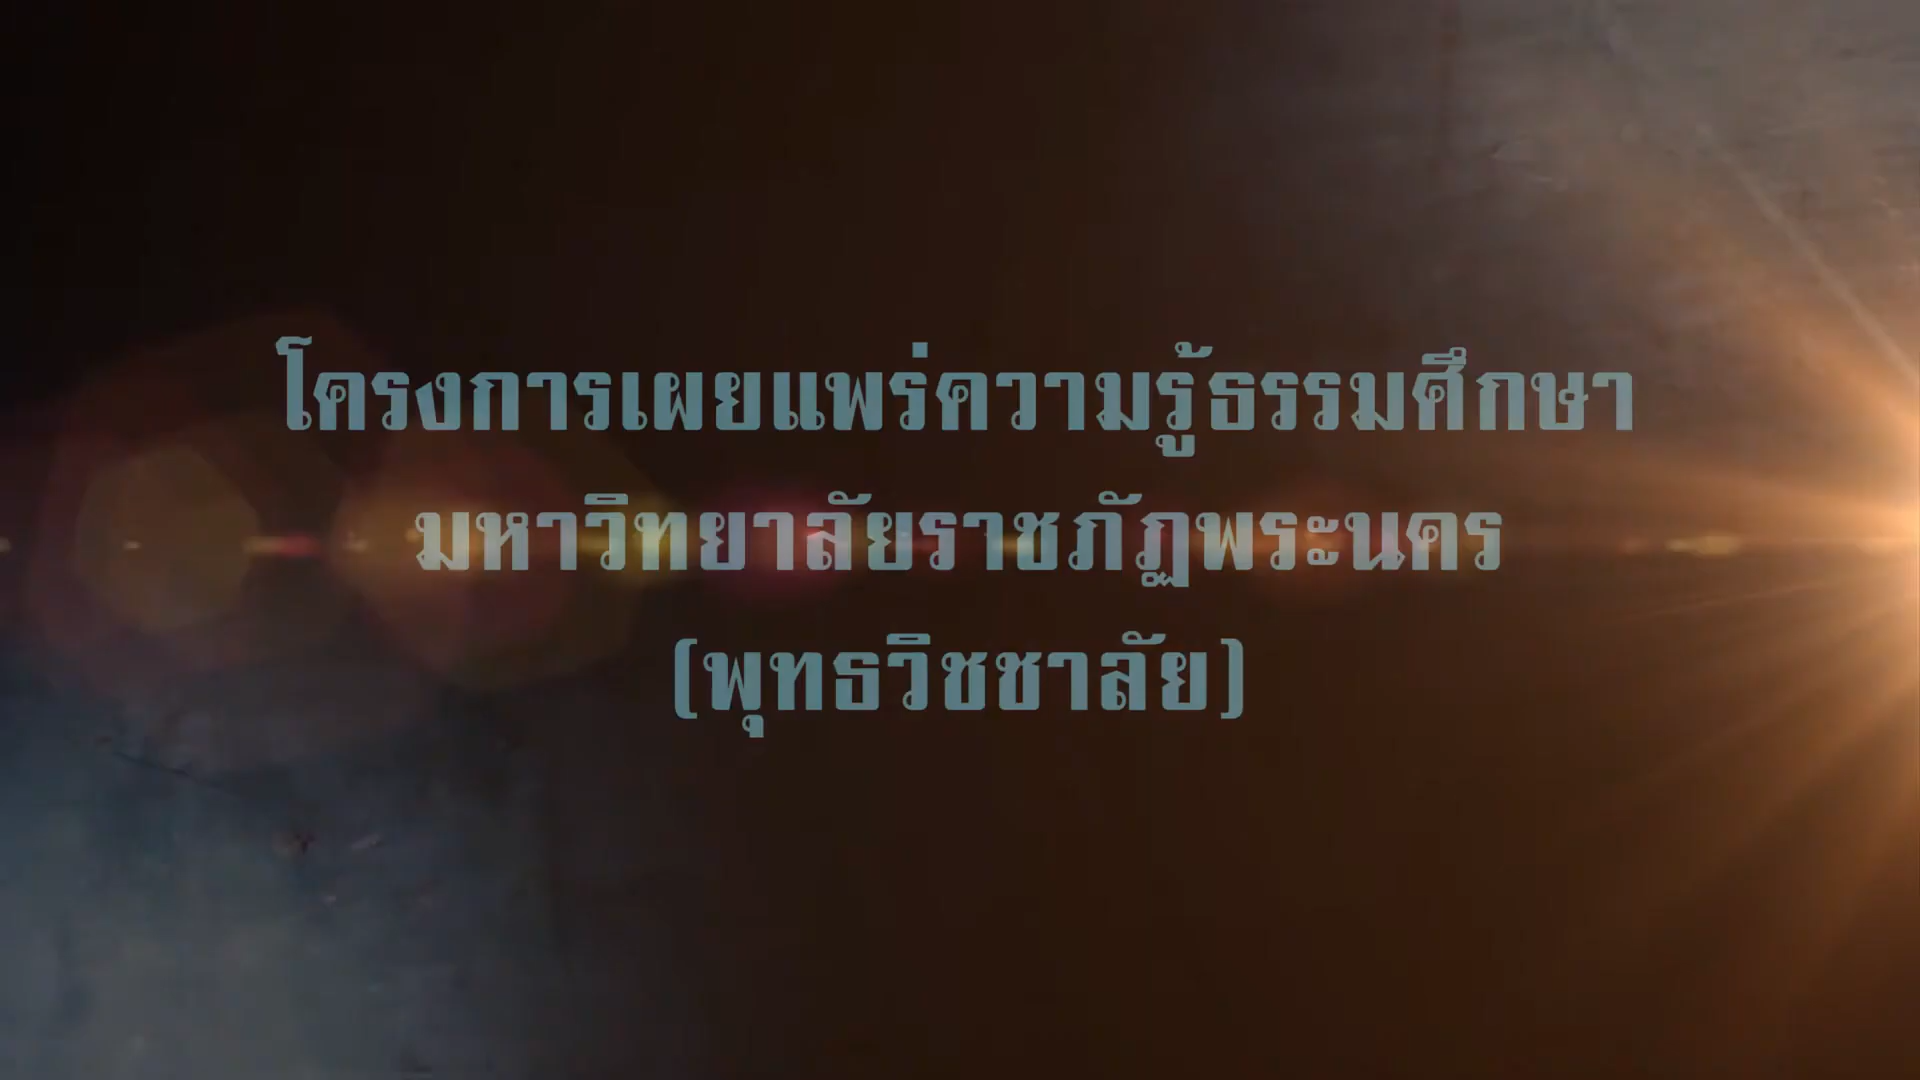 โครงการเผยแพร่ความรู้ธรรมศึกษา
มหาวิทยาลัยราชภัฏพระนคร
(พุทธวิชชาลัย)